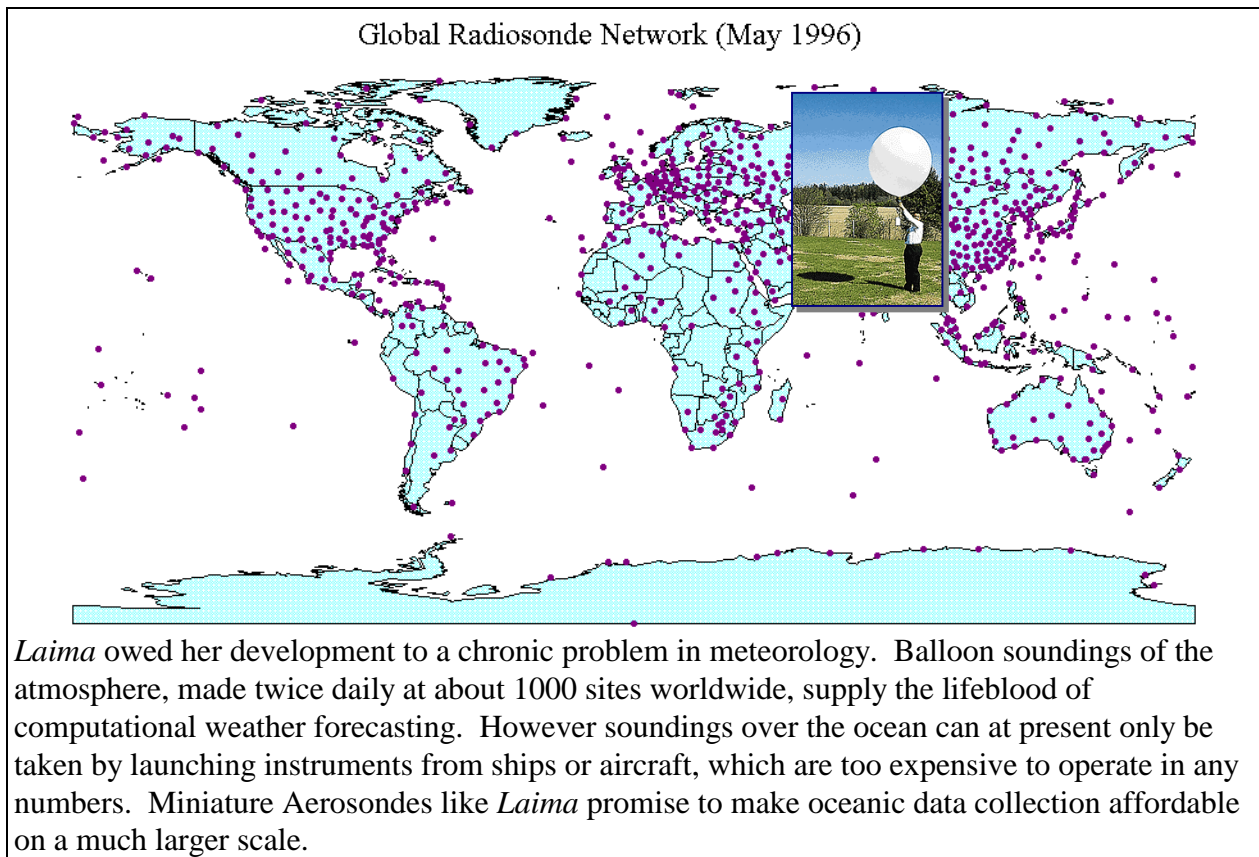 Global Radiosonde Network (May 1996)
Laima owed her development to a chronic problem in meteorology. Balloon soundings of the
atmosphere, made twice daily at about 1000 sites worldwide, supply the lifeblood of
computational weather forecasting. However soundings over the ocean can at present only be
taken by launching instruments from ships or aircraft, which are too expensive to operate in any
numbers. Miniature Aerosondes like Laima promise to make oceanic data collection affordable
on a much larger scale.